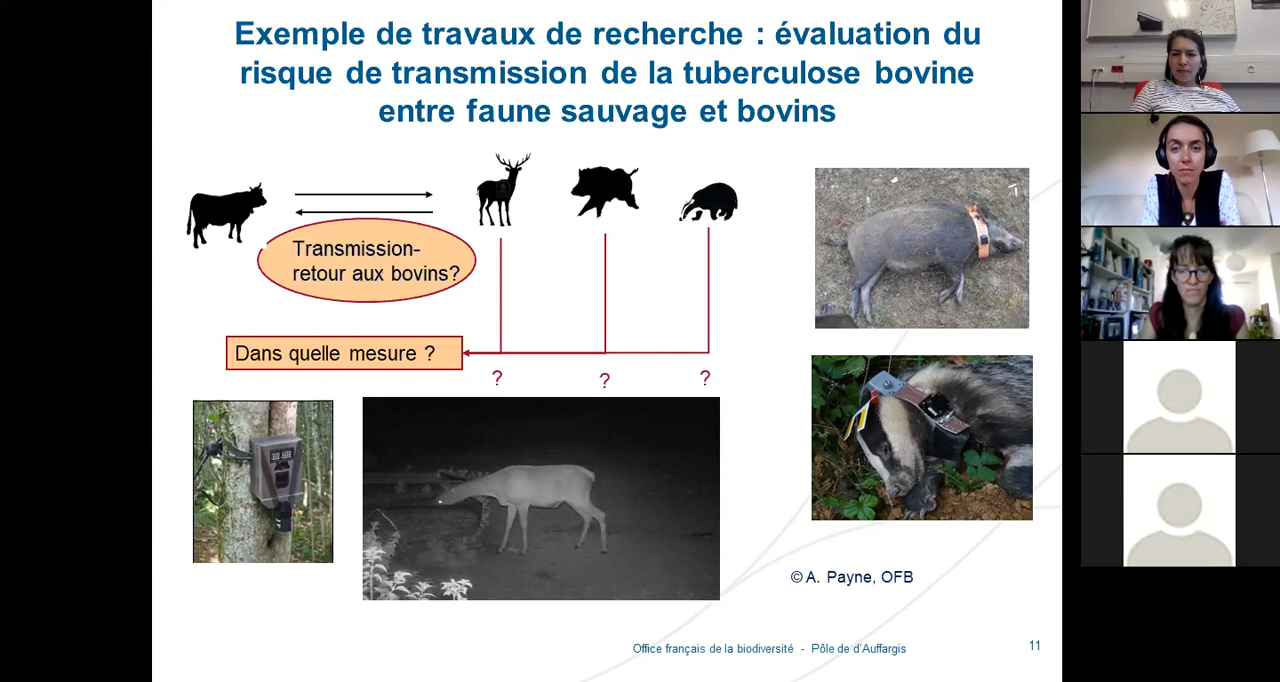 Exemple de travaux de recherche : évaluation du
risque de transmission de la tuberculose bovine
entre faune sauvage et bovins
Transmission-
retour aux bovins?
Dans quelle mesure ?
?
?
?
© A. Payne, OFB
Office français de la biodiversité - Pôle de d'Auffargis
11